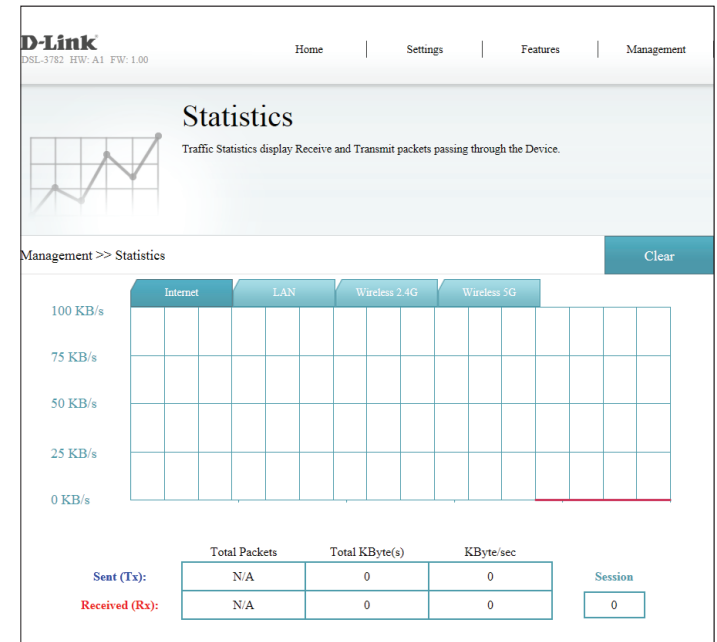 D-Link
DSL-3782 HW: A1 FW: 1.00
Home Settings Features Management
Statistics
Traffic Statistics display Receive and Transmit packets passing through the Device.
Management >> Statistics
Clear
Internet LAN Wireless 2.4G Wireless 5G
100 KB/s
75 KB/s
50 KB/s
25 KB/s
0 KB/s
Total Packets Total KByte(s) KByte/sec
Sent (Tx): N/A 0 0 Session
Received (Rx): N/A 0 0 0